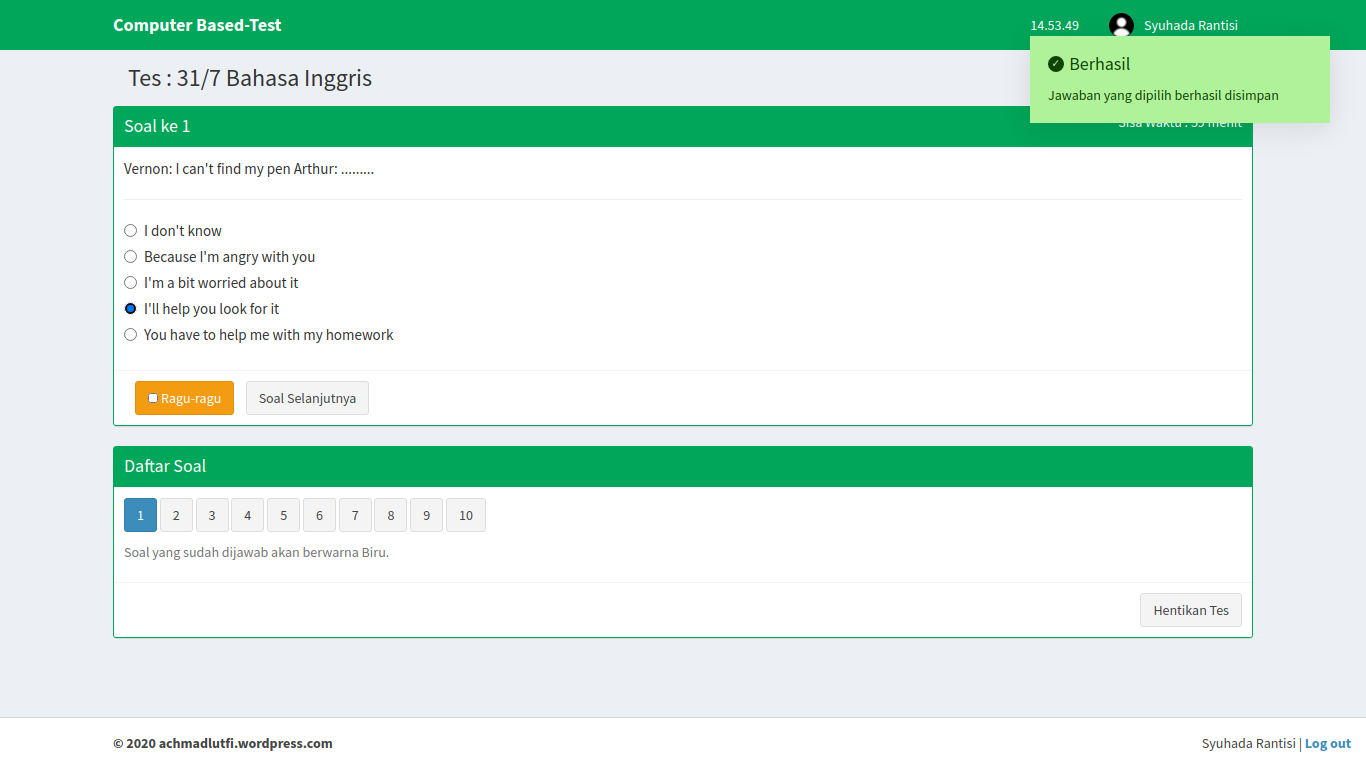 Computer Based-Test
14.53.49
Syuhada Rantisi
Berhasil
Jawaban yang dipilih berhasil disimpan
Tes : 31/7 Bahasa Inggris
Soal ke 1
Vernon: I can't find my pen Arthur: .........
I don't know
Because I'm angry with you
I'm a bit worried about it
I'll help you look for it
You have to help me with my homework
Ragu-ragu
Soal Selanjutnya
Daftar Soal
1 2 3 4 5 6 7 8 9 10
Soal yang sudah dijawab akan berwarna Biru.
Hentikan Tes
© 2020 achmadlutfi.wordpress.com
Syuhada Rantisi | Log out